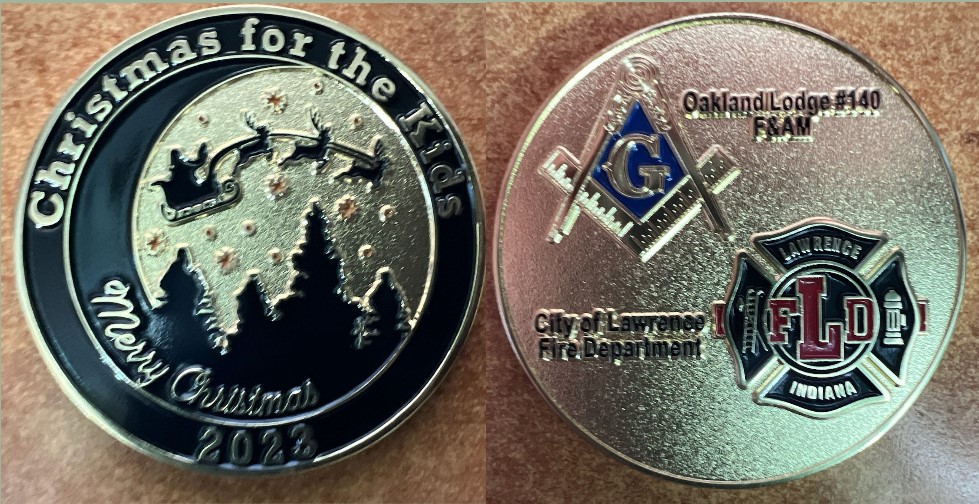 Christmas for the Kids
We
Merry Christmas
2023
Oakland Lodge #140
F&AM
G
City of Lawrence
Fire Department
LAWRENCE
FLD
INDIANA